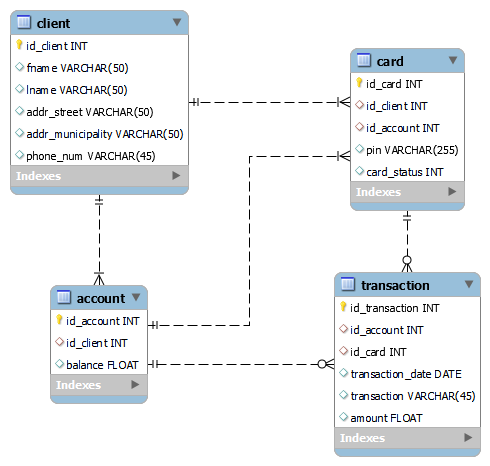 client
id_client INT
fname VARCHAR(50)
lname VARCHAR(50)
addr_street VARCHAR(50)
addr_municipality VARCHAR(50)
phone_num VARCHAR(45)
Indexes
card
id_card INT
id_client INT
id_account INT
pin VARCHAR(255)
card_status INT
Indexes
account
id_account INT
id_client INT
balance FLOAT
Indexes
transaction
id_transaction INT
id_account INT
id_card INT
transaction_date DATE
transaction VARCHAR(45)
amount FLOAT
Indexes